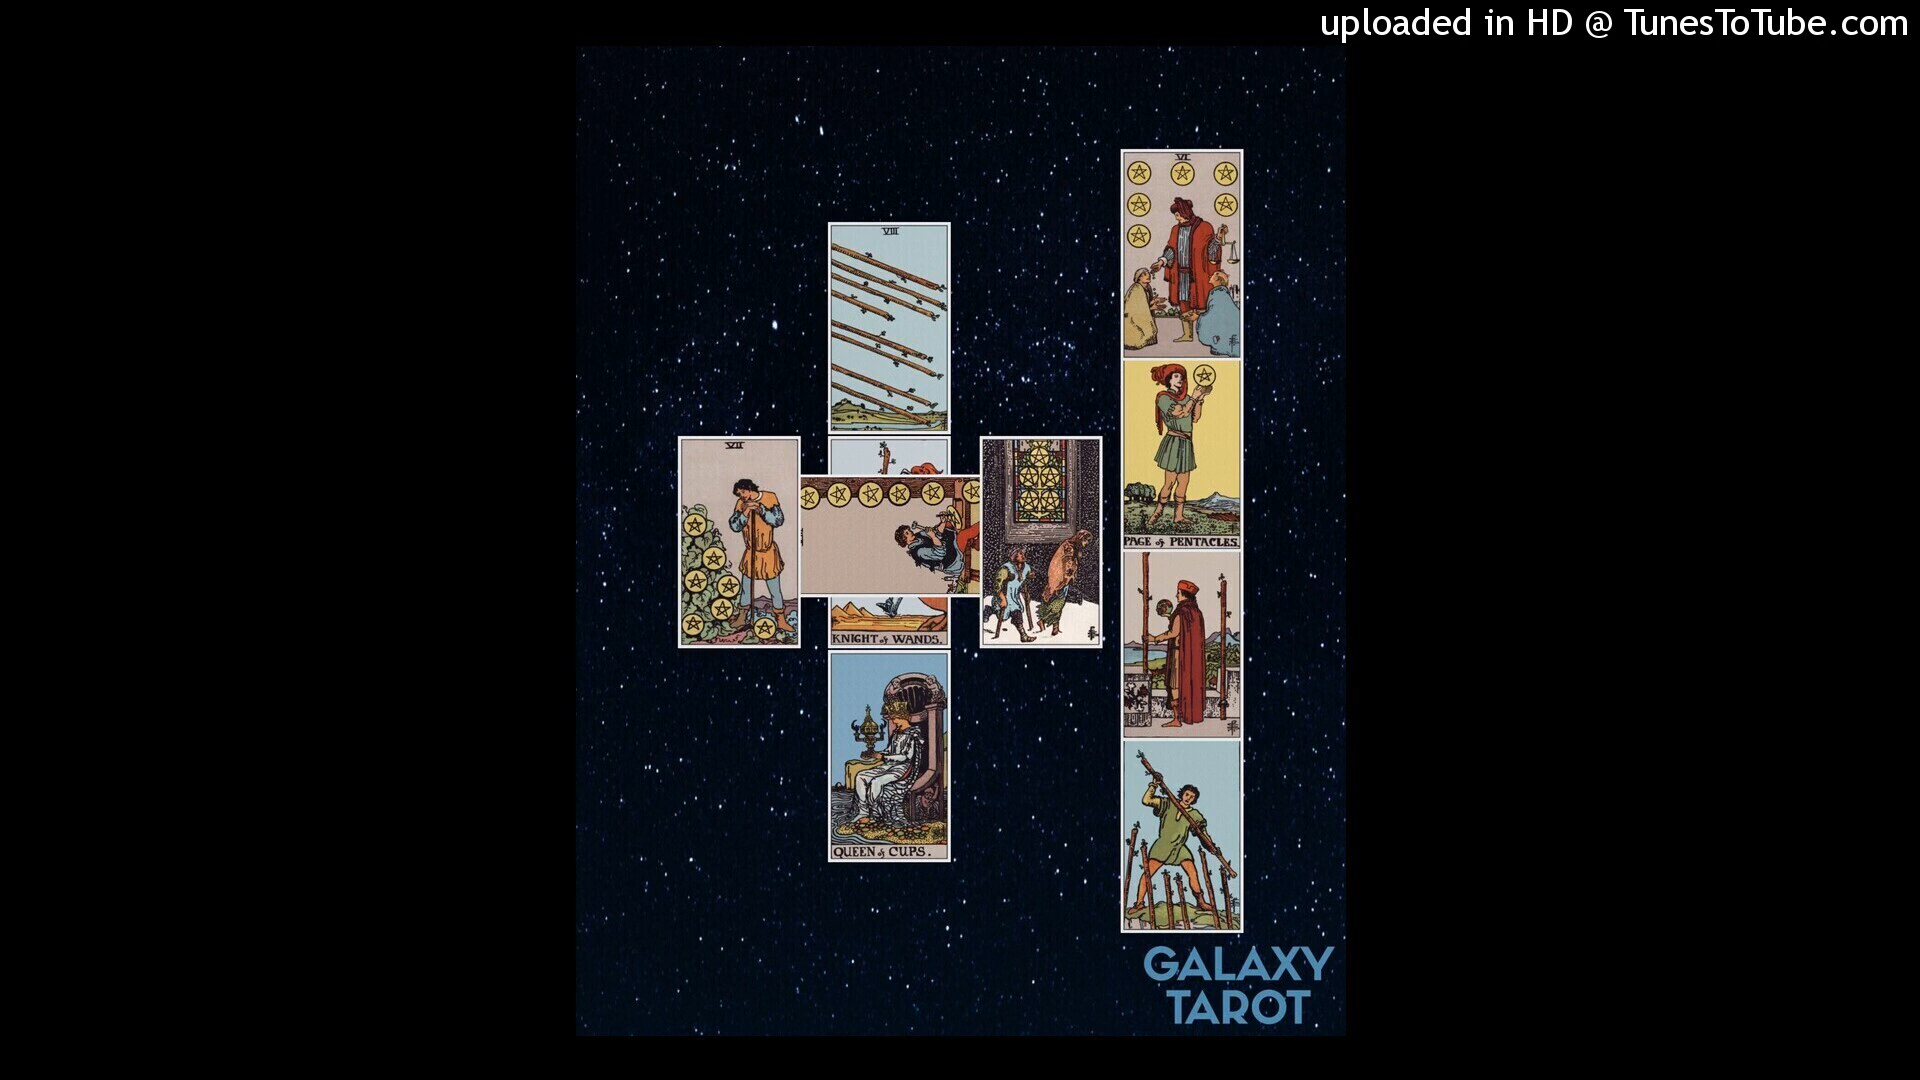 uploaded in HD @ TunesToTube.com
VI
VIII
PAGE of PENTACLES.
VII
KNIGHT of WANDS.
QUEEN of CUPS.
GALAXY
TAROT